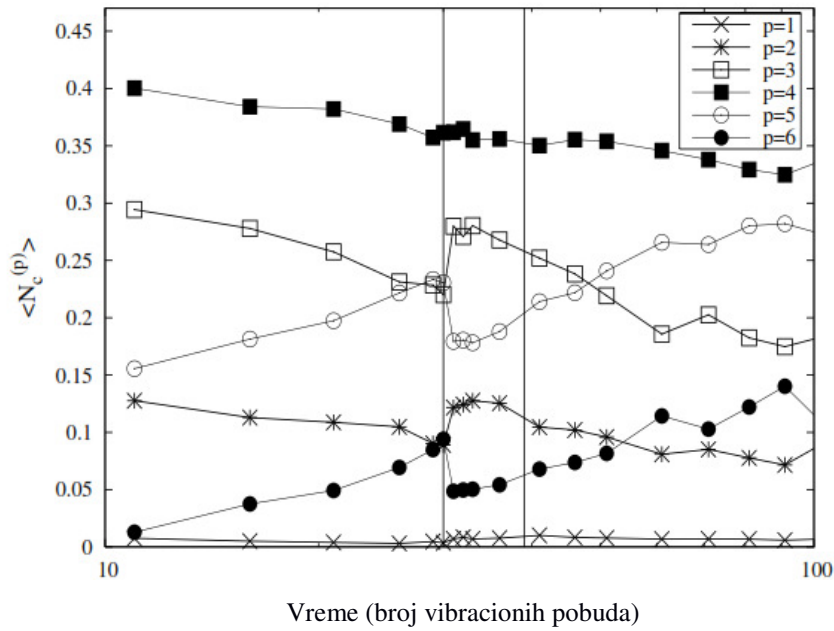 0.45
0.4
0.35
0.3
0.25
0.2
0.15
0.1
0.05
0
<N_c^(p)>
p=1
p=2
p=3
p=4
p=5
p=6
10 100
Vreme (broj vibracionih pobuda)